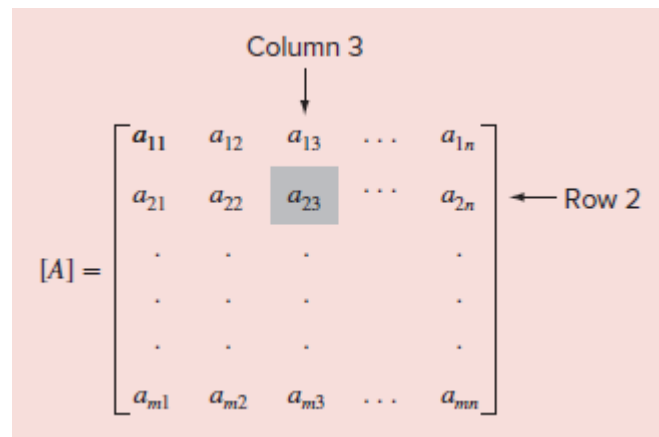 Column 3
a11 a12 a13 . . . a1n
a21 a22 a23 . . . a2n Row 2
. . . .
[A] =
. . . .
. . . .
am1 am2 am3 . . . amn